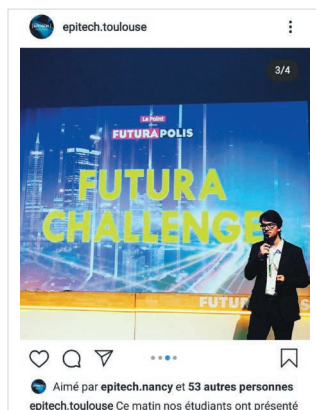 epitech.toulouse
3/4
Le Point
FUTURAPOLIS
FUTURA
CHALLENGE
FUTUR
Aimé par epitech.nancy et 53 autres personnes
epitech.toulouse Ce matin nos étudiants ont présenté